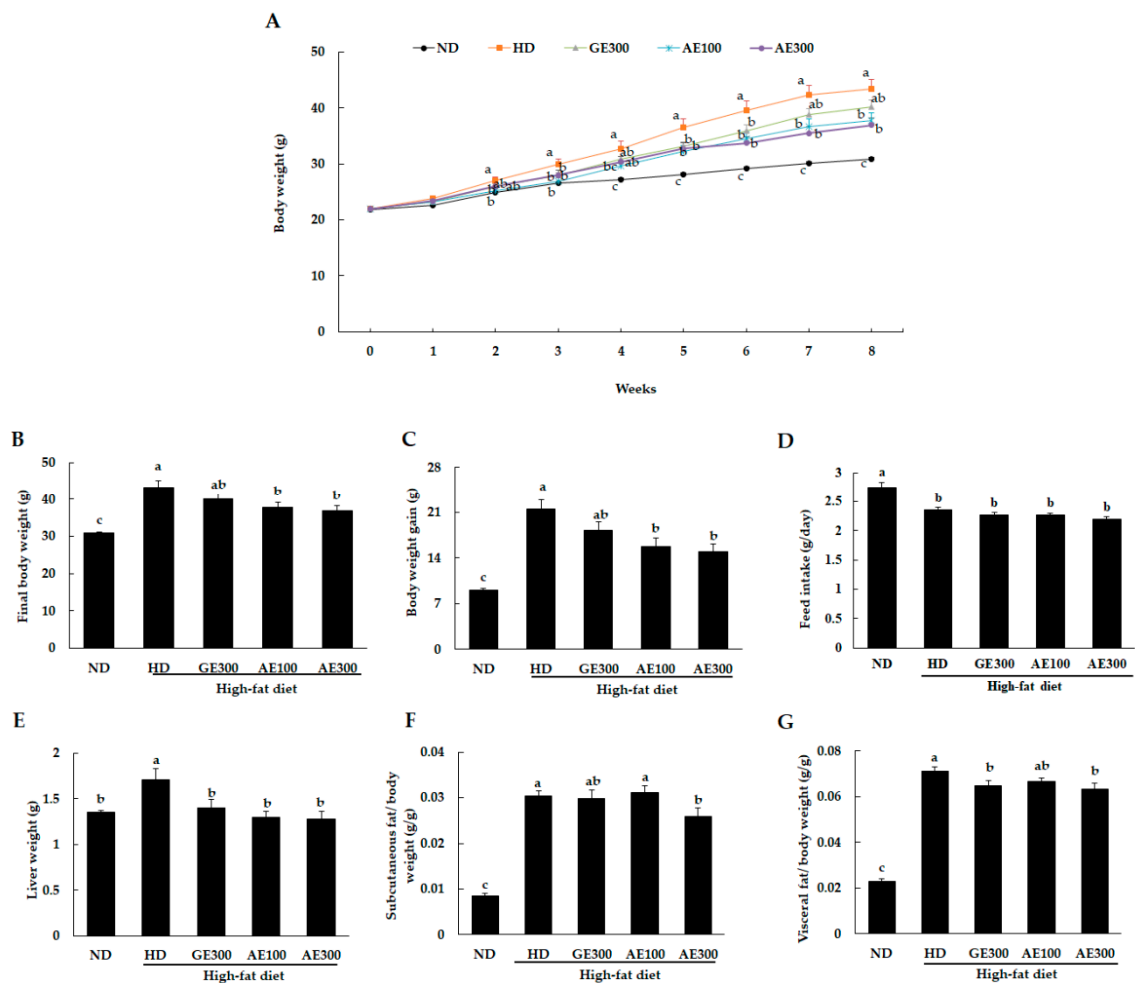 A
ND HD GE300 AE100 AE300
50
40
30
20
10
0
Body weight (g)
a a a a a a a
ab ab b b ab ab
b b b b b b b
b ab b b bc ab b b b b b b
b b c c c c c
0 1 2 3 4 5 6 7 8
Weeks
B
Final body weight (g)
50
40
30
20
10
0
c a ab b b
ND HD GE300 AE100 AE300
High-fat diet
C
Body weight gain (g)
28
21
14
7
0
c a ab b b
ND HD GE300 AE100 AE300
High-fat diet
D
Feed intake (g/day)
3
2.5
2
1.5
1
0.5
0
a b b b b
ND HD GE300 AE100 AE300
High-fat diet
E
Liver weight (g)
2
1.5
1
0.5
0
b a b b b
ND HD GE300 AE100 AE300
High-fat diet
F
Subcutaneous fat/ body
weight (g/g)
0.04
0.03
0.02
0.01
0
c a ab a b
ND HD GE300 AE100 AE300
High-fat diet
G
Visceral fat/ body weight (g/g)
0.08
0.06
0.04
0.02
0
c a b ab b
ND HD GE300 AE100 AE300
High-fat diet